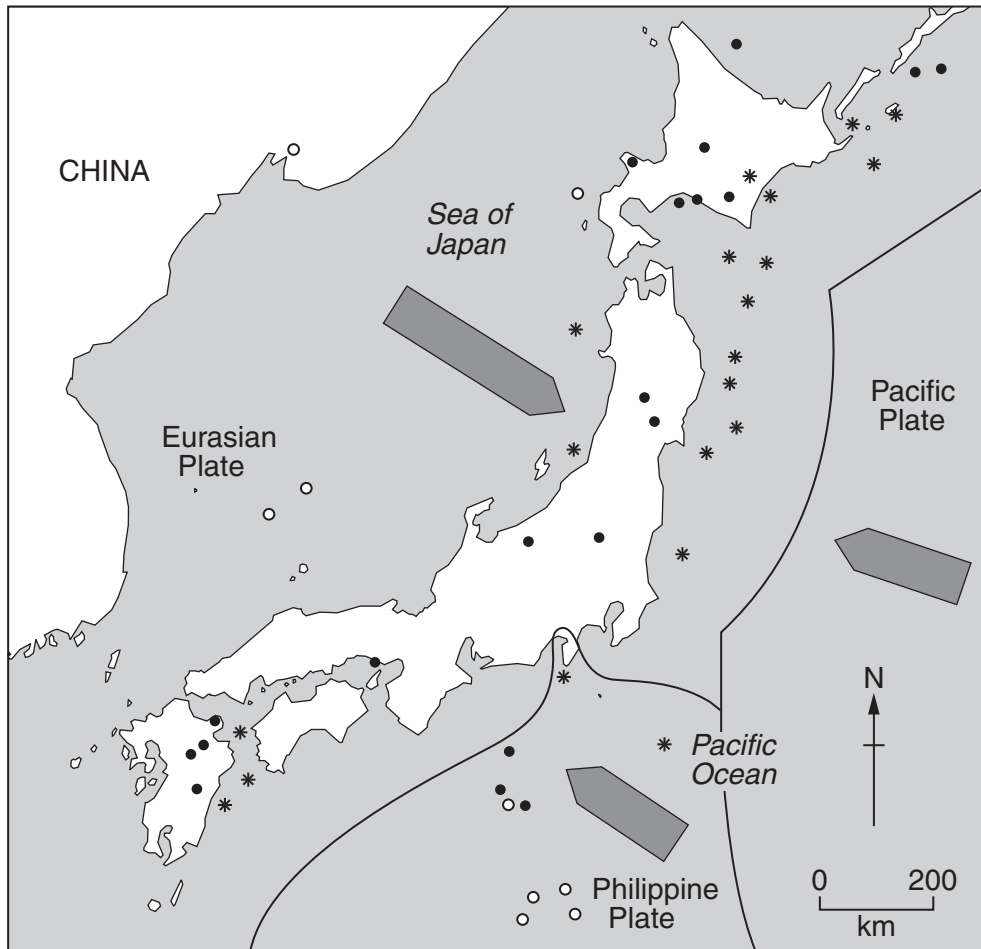 CHINA
Sea of
Japan
Eurasian
Plate
Pacific
Plate
N
Pacific
Ocean
Philippine
Plate
0 200
km